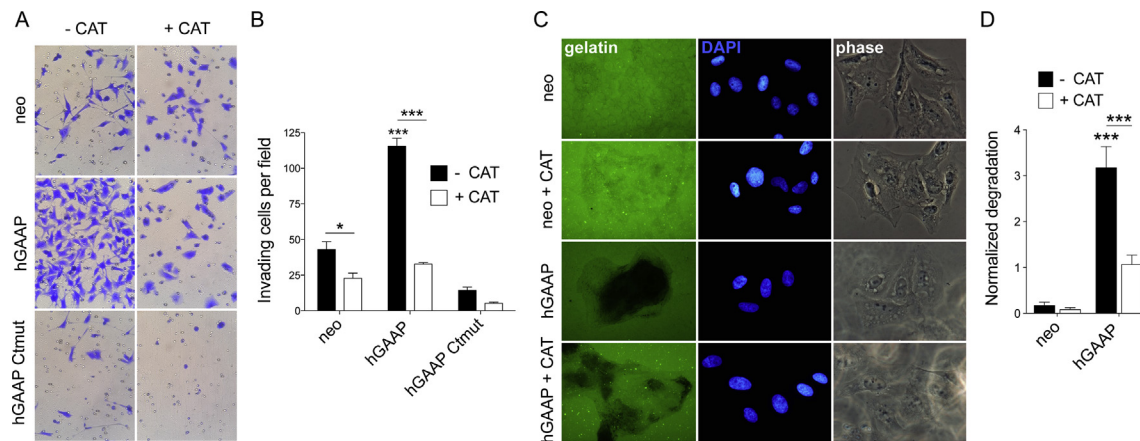 A
- CAT
+ CAT
neo
hGAAP
hGAAP Ctmut
B
Invading cells per field
125
100
75
50
25
0
*
***
***
- CAT
+ CAT
neo
hGAAP
hGAAP Ctmut
C
gelatin
DAPI
phase
neo
neo + CAT
hGAAP
hGAAP + CAT
D
- CAT
+ CAT
Normalized degradation
4
3
2
1
0
***
***
neo
hGAAP